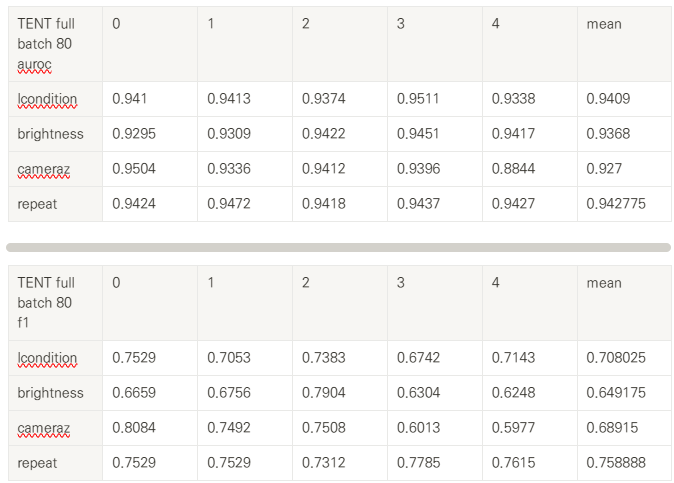 TENT full batch 80 auroc 0 1 2 3 4 mean
lcondition 0.941 0.9413 0.9374 0.9511 0.9338 0.9409
brightness 0.9295 0.9309 0.9422 0.9451 0.9417 0.9368
cameraz 0.9504 0.9336 0.9412 0.9396 0.8844 0.927
repeat 0.9424 0.9472 0.9418 0.9437 0.9427 0.942775
TENT full batch 80 f1 0 1 2 3 4 mean
lcondition 0.7529 0.7053 0.7383 0.6742 0.7143 0.708025
brightness 0.6659 0.6756 0.7904 0.6304 0.6248 0.649175
cameraz 0.8084 0.7492 0.7508 0.6013 0.5977 0.68915
repeat 0.7529 0.7529 0.7312 0.7785 0.7615 0.758888